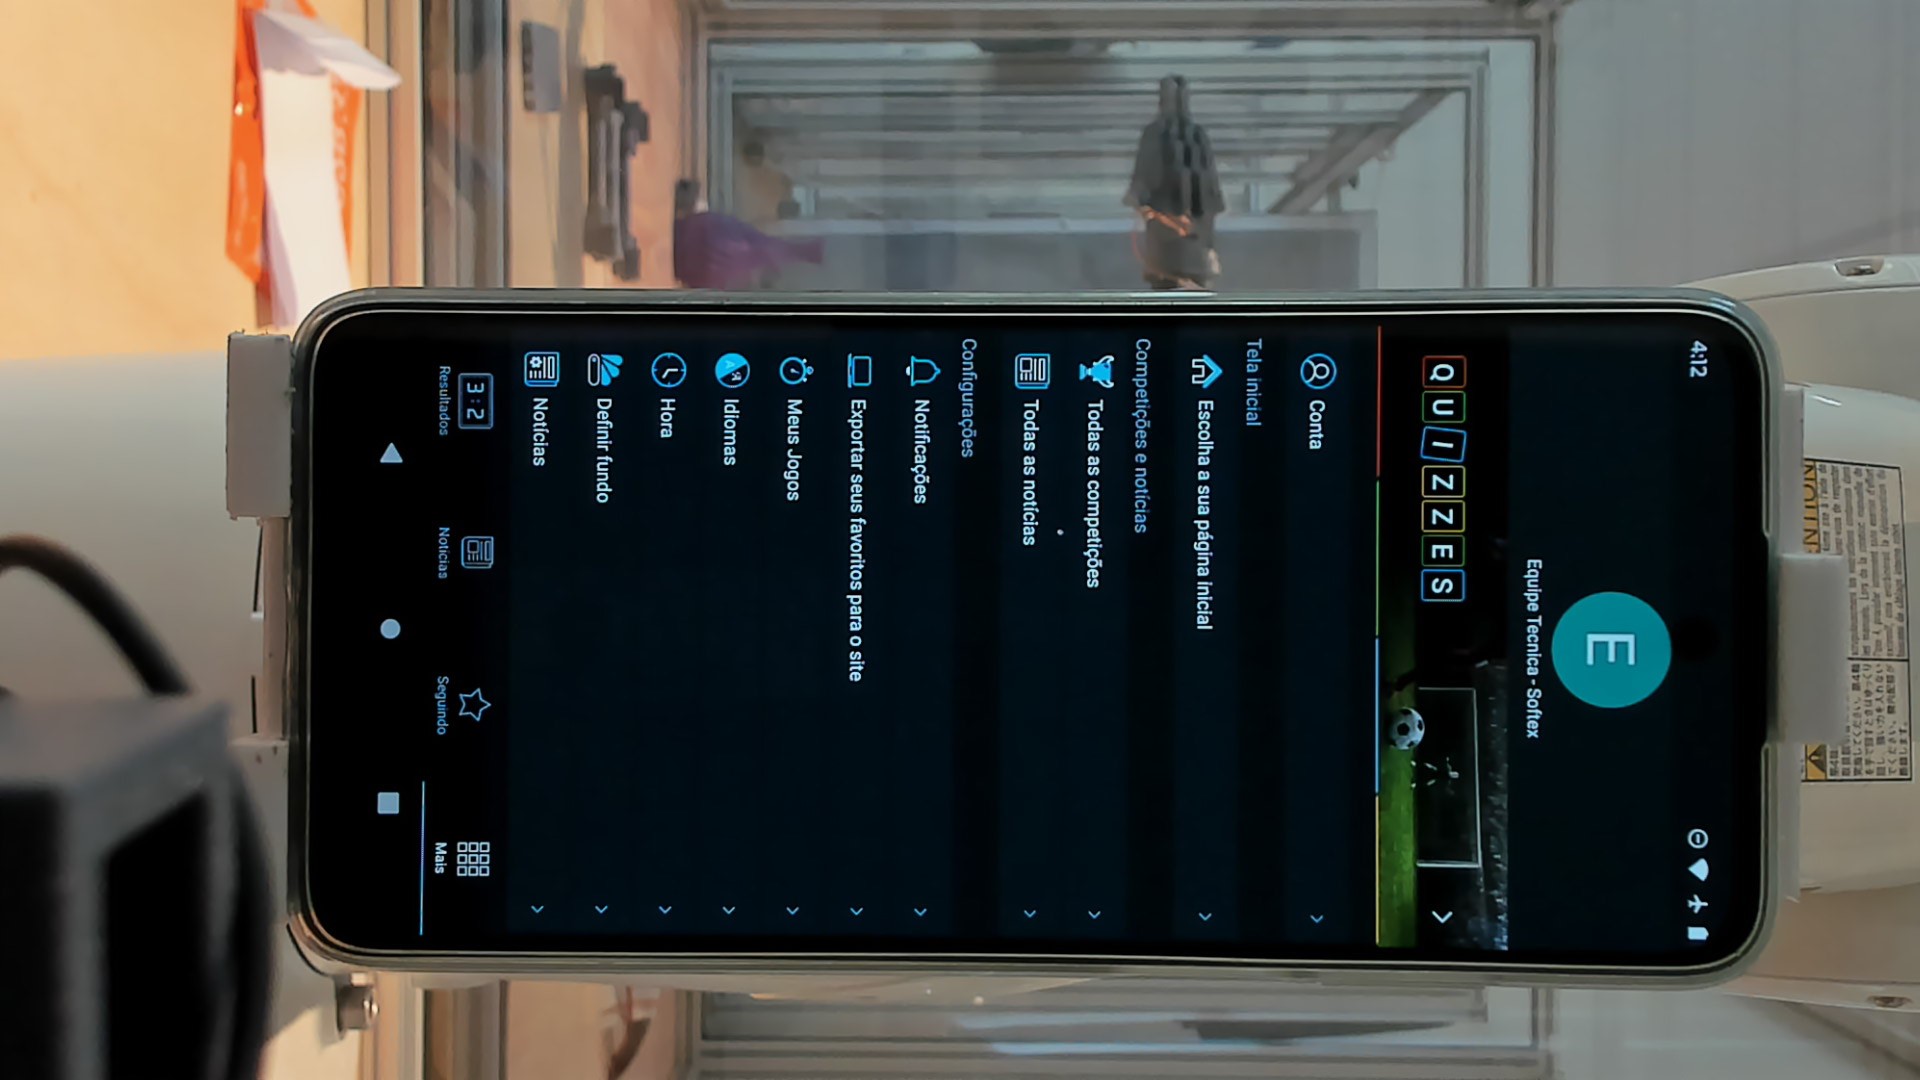 4:12
E
Equipe Tecnica - Softex
QUIZZES
Conta
Tela inicial
Escolha a sua página inicial
Competições e notícias
Todas as competições
Todas as notícias
Configurações
Notificações
Exportar seus favoritos para o site
Meus Jogos
Idiomas
Hora
Definir fundo
Notícias
3:2
Resultados
Notícias
Seguindo
Mais